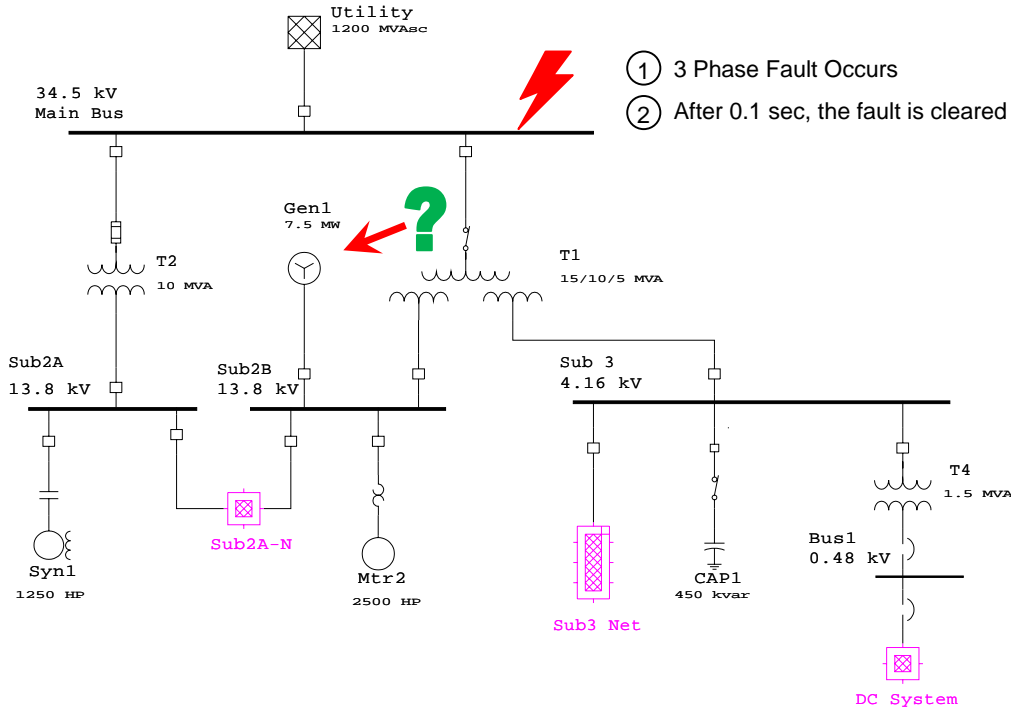 Utility
1200 MVAsc
1 3 Phase Fault Occurs
2 After 0.1 sec, the fault is cleared
34.5 kV
Main Bus
Gen1
7.5 MW
?
T2
10 MVA
T1
15/10/5 MVA
Sub2A
13.8 kV
Sub2B
13.8 kV
Sub 3
4.16 kV
T4
1.5 MVA
Sub2A-N
Bus1
0.48 kV
Syn1
1250 HP
Mtr2
2500 HP
CAP1
450 kvar
Sub3 Net
DC System